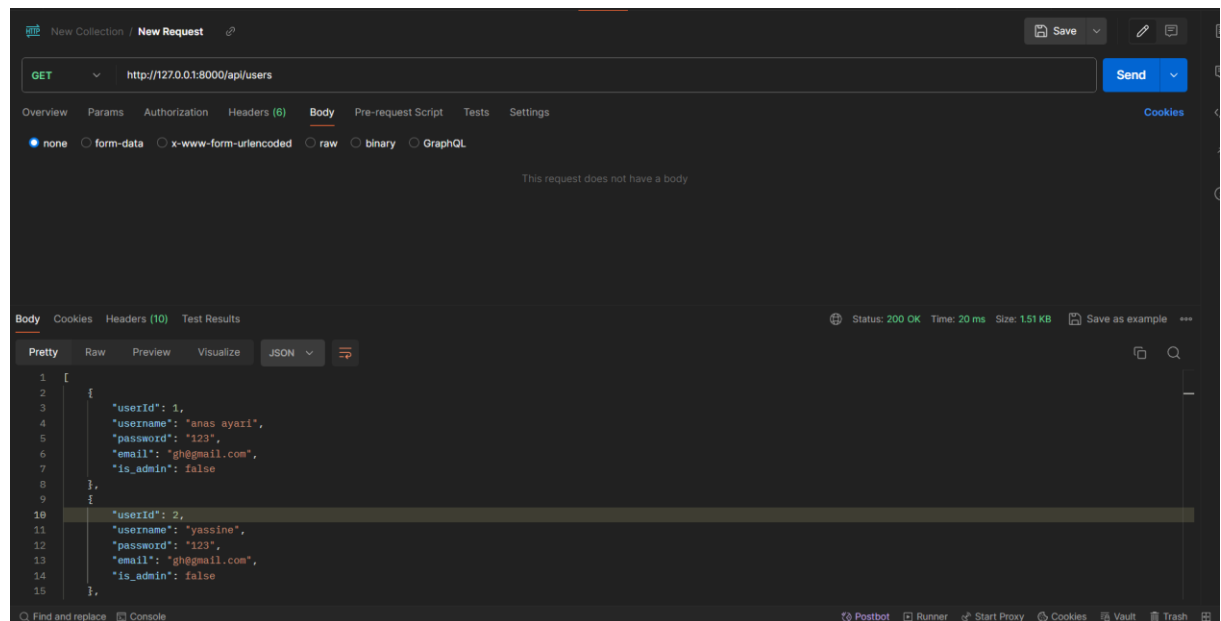 HTTP New Collection / New Request Save
GET http://127.0.0.1:8000/api/users Send
Overview Params Authorization Headers (6) Body Pre-request Script Tests Settings Cookies
none form-data x-www-form-urlencoded raw binary GraphQL
This request does not have a body
Body Cookies Headers (10) Test Results Status: 200 OK Time: 20 ms Size: 1.51 KB Save as example
Pretty Raw Preview Visualize JSON
1 [
2 {
3 "userId": 1,
4 "username": "anas ayari",
5 "password": "123",
6 "email": "gh@gmail.com",
7 "is_admin": false
8 },
9 {
10 "userId": 2,
11 "username": "yassine",
12 "password": "123",
13 "email": "gh@gmail.com",
14 "is_admin": false
15 },
Find and replace Console Postbot Runner Start Proxy Cookies Vault Trash